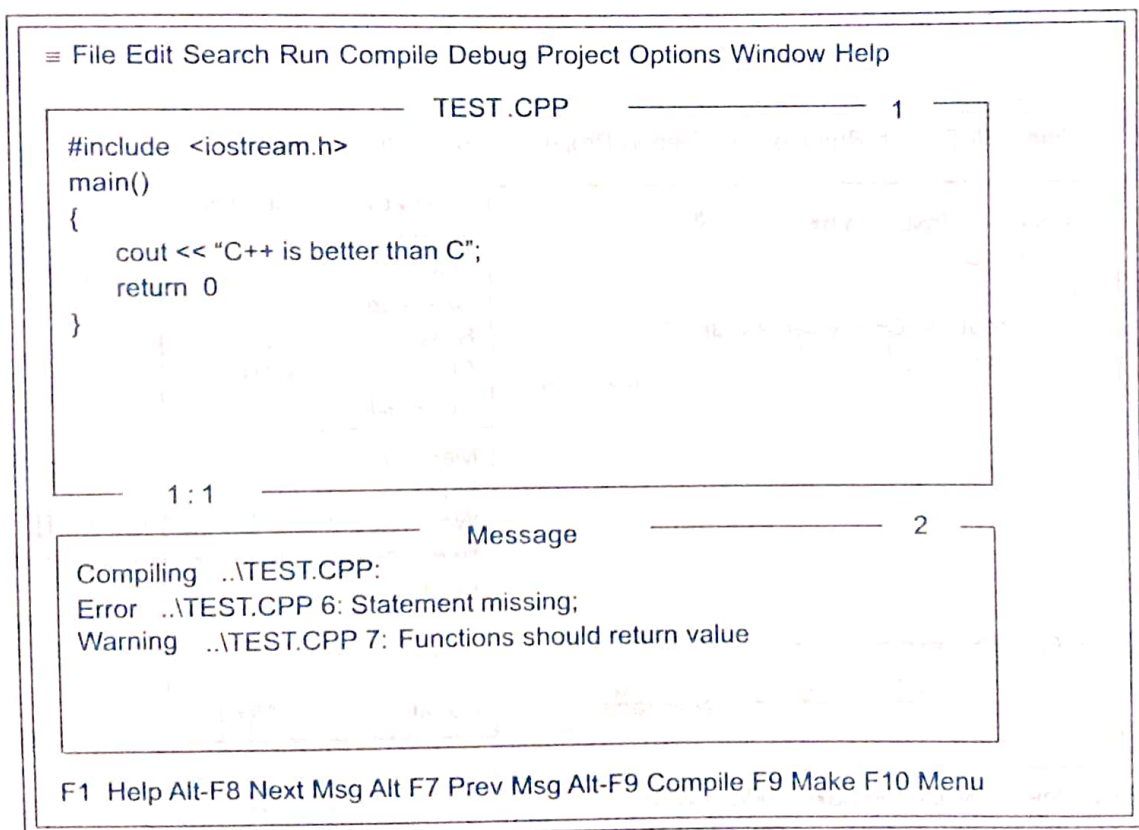 ≡ File Edit Search Run Compile Debug Project Options Window Help
TEST.CPP 1
#include <iostream.h>
main()
{
cout << “C++ is better than C”;
return 0
}
1 : 1
Message 2
Compiling ..\TEST.CPP:
Error ..\TEST.CPP 6: Statement missing;
Warning ..\TEST.CPP 7: Functions should return value
F1 Help Alt-F8 Next Msg Alt F7 Prev Msg Alt-F9 Compile F9 Make F10 Menu